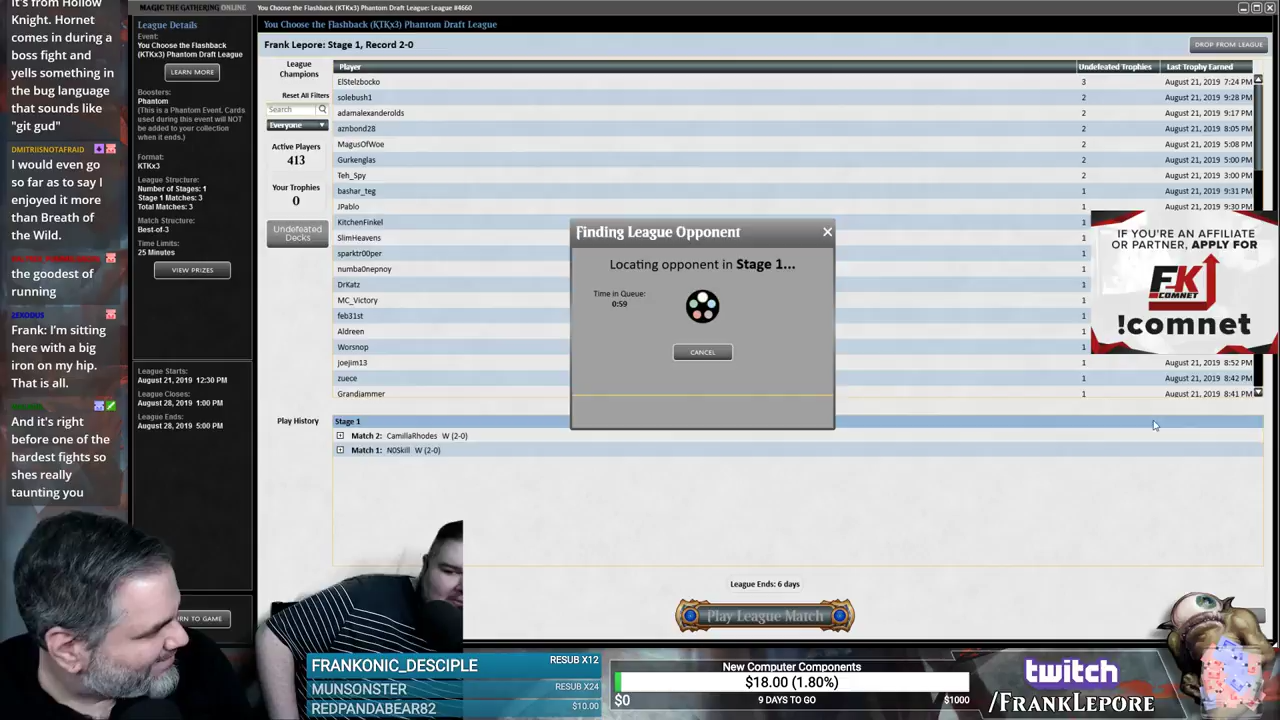 It's from Hollow
Knight. Hornet
comes in during a
boss fight and
yells something in
the bug language
that sounds like
"git gud"
DMITRIISNOTAFRAID
I would even go
so far as to say I
enjoyed it more
than Breath of
the Wild.
the goodest of
running
ZEXODUS
Frank: I'm sitting
here with a big
iron on my hip.
That is all.
And it's right
before one of the
hardest fights so
shes really
taunting you
MAGIC THE GATHERING ONLINE
You Choose the Flashback (KTKx3) Phantom Draft League: League #4660
League Details
Event:
You Choose the Flashback
(KTKx3) Phantom Draft League
LEARN MORE
Boosters:
Phantom
(This is a Phantom Event. Cards
used during this event will NOT
be added to your collection
when it ends.)
Format:
KTKx3
League Structure:
Number of Stages: 1
Stage 1 Matches: 3
Total Matches: 3
Match Structure:
Best-of-3
Time Limits:
25 Minutes
VIEW PRIZES
League Starts:
August 21, 2019 12:30 PM
League Closes:
August 28, 2019 1:00 PM
League Ends:
August 28, 2019 5:00 PM
RN TO GAME
You Choose the Flashback (KTKx3) Phantom Draft League
Frank Lepore: Stage 1, Record 2-0
DROP FROM LEAGUE
League
Champions
Reset All Filters
Search
Everyone
Active Players
413
Your Trophies
0
Undefeated
Decks
Player Undefeated Trophies Last Trophy Earned
ElStelzbocko 3 August 21, 2019 7:24 PM
solebush1 2 August 21, 2019 9:28 PM
adamalexanderolds 2 August 21, 2019 9:17 PM
aznbond28 2 August 21, 2019 8:05 PM
MagusOfWoe 2 August 21, 2019 5:08 PM
Gurkenglas 2 August 21, 2019 5:00 PM
Teh_Spy 2 August 21, 2019 3:00 PM
bashar_teg 1 August 21, 2019 9:31 PM
JPablo 1 August 21, 2019 9:30 PM
KitchenFinkel 1
SlimHeavens 1
sparktr00per 1
numba0nepnoy 1
DrKatz 1
MC_Victory 1
feb31st 1
Aldreen 1
Worsnop 1
joejim13 1 August 21, 2019 8:52 PM
zuece 1 August 21, 2019 8:42 PM
Grandjammer 1 August 21, 2019 8:41 PM
Finding League Opponent
Locating opponent in Stage 1...
Time in Queue:
0:59
CANCEL
IF YOU'RE AN AFFILIATE
OR PARTNER, APPLY FOR
FK
COMNET
!comnet
Play History
Stage 1
Match 2: CamillaRhodes W (2-0)
Match 1: N0Skill W (2-0)
League Ends: 6 days
Play League Match
FRANKONIC_DESCIPLE RESUB X12
MUNSONSTER RESUB X24
REDPANDABEAR82 $10.00
New Computer Components
$18.00 (1.80%)
$0 9 DAYS TO GO $1000
twitch
/FRANKLEPORE